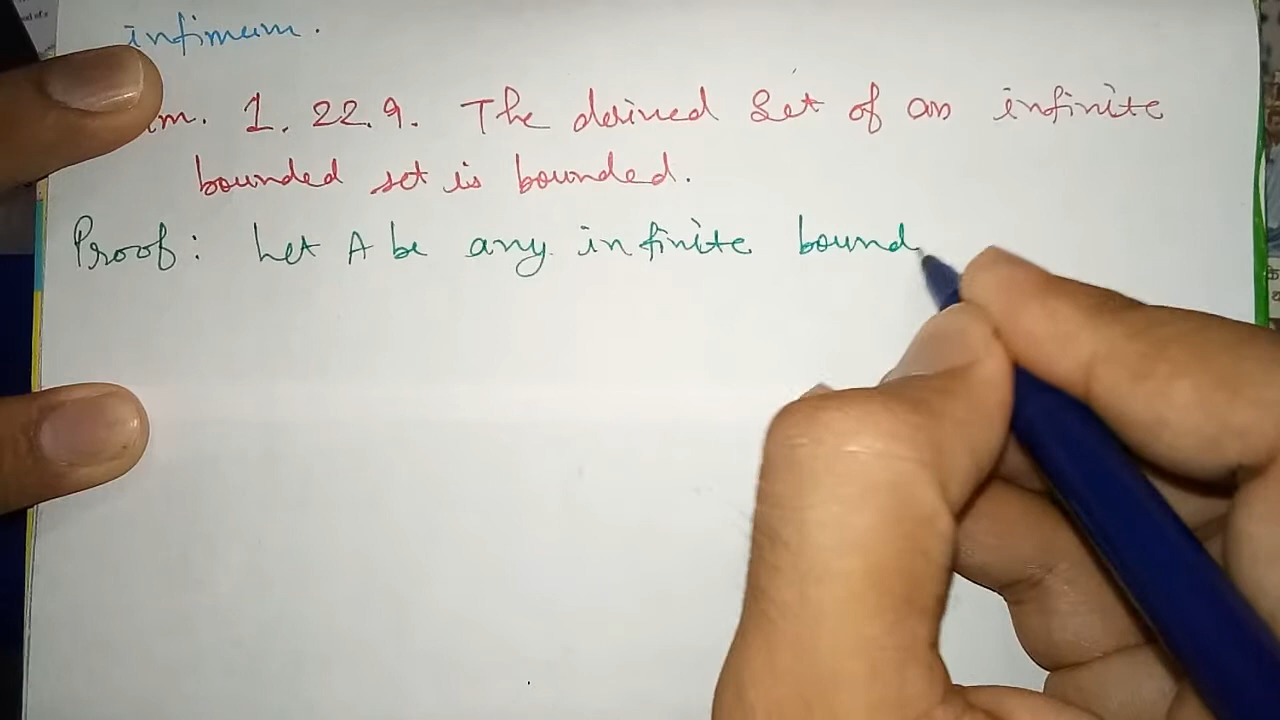 infimum.
m. 1.22.9. The derived set of an infinite
bounded set is bounded.
Proof: Let A be any infinite bound